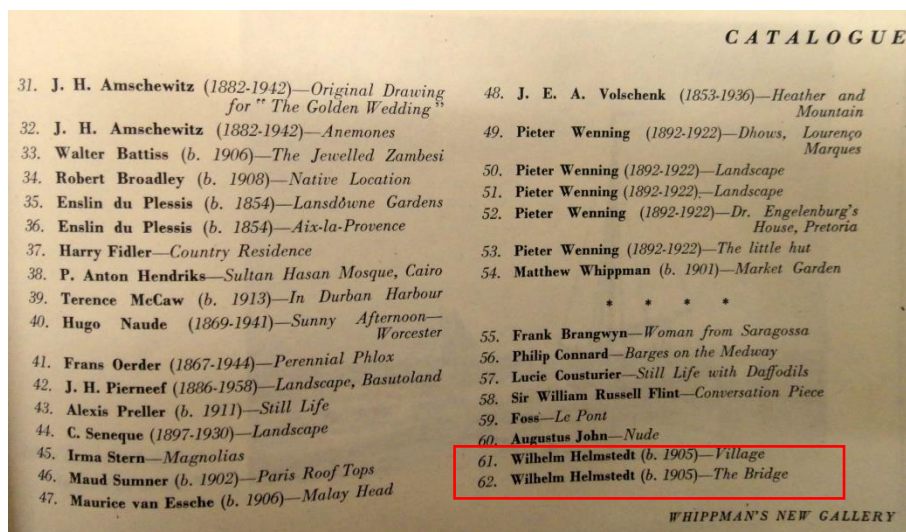 CATALOGUE
31. J. H. Amschewitz (1882-1942)—Original Drawing
for "The Golden Wedding"
32. J. H. Amschewitz (1882-1942)—Anemones
33. Walter Battiss (b. 1906)—The Jewelled Zambesi
34. Robert Broadley (b. 1908)—Native Location
35. Enslin du Plessis (b. 1854)—Lansdowne Gardens
36. Enslin du Plessis (b. 1854)—Aix-la-Provence
37. Harry Fidler—Country Residence
38. P. Anton Hendriks—Sultan Hasan Mosque, Cairo
39. Terence McCaw (b. 1913)—In Durban Harbour
40. Hugo Naude (1869-1941)—Sunny Afternoon—
Worcester
41. Frans Oerder (1867-1944)—Perennial Phlox
42. J. H. Pierneef (1886-1958)—Landscape, Basutoland
43. Alexis Preller (b. 1911)—Still Life
44. C. Seneque (1897-1930)—Landscape
45. Irma Stern—Magnolias
46. Maud Sumner (b. 1902)—Paris Roof Tops
47. Maurice van Essche (b. 1906)—Malay Head
48. J. E. A. Volschenk (1853-1936)—Heather and
Mountain
49. Pieter Wenning (1892-1922)—Dhows, Lourenço
Marques
50. Pieter Wenning (1892-1922)—Landscape
51. Pieter Wenning (1892-1922)—Landscape
52. Pieter Wenning (1892-1922)—Dr. Engelenburg's
House, Pretoria
53. Pieter Wenning (1892-1922)—The little hut
54. Matthew Whippman (b. 1901)—Market Garden
* * * *
55. Frank Brangwyn—Woman from Saragossa
56. Philip Connard—Barges on the Medway
57. Lucie Cousturier—Still Life with Daffodils
58. Sir William Russell Flint—Conversation Piece
59. Foss—Le Pont
60. Augustus John—Nude
61. Wilhelm Helmstedt (b. 1905)—Village
62. Wilhelm Helmstedt (b. 1905)—The Bridge
WHIPPMAN'S NEW GALLERY